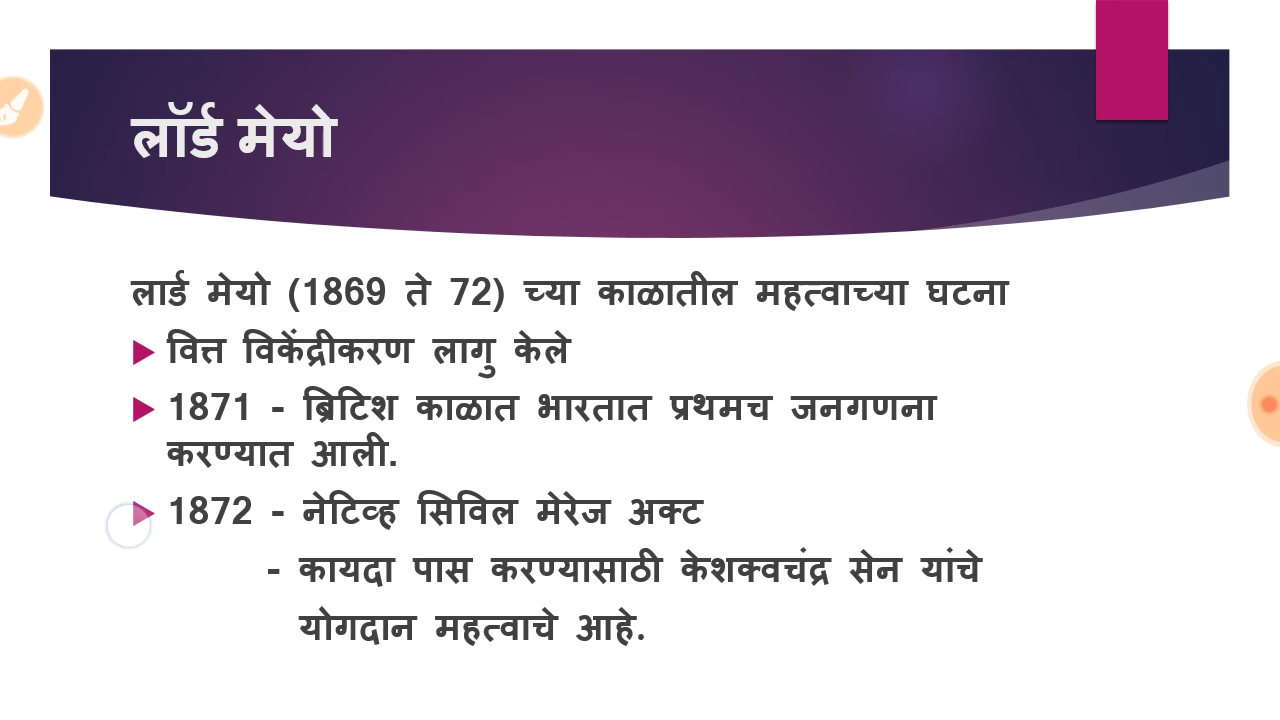 लॉर्ड मेयो
लार्ड मेयो (1869 ते 72) च्या काळातील महत्वाच्या घटना
वित्त विकेंद्रीकरण लागु केले
1871 - ब्रिटिश काळात भारतात प्रथमच जनगणना
करण्यात आली.
1872 - नेटिव्ह सिविल मेरेज अक्ट
- कायदा पास करण्यासाठी केशक्वचंद्र सेन यांचे
योगदान महत्वाचे आहे.